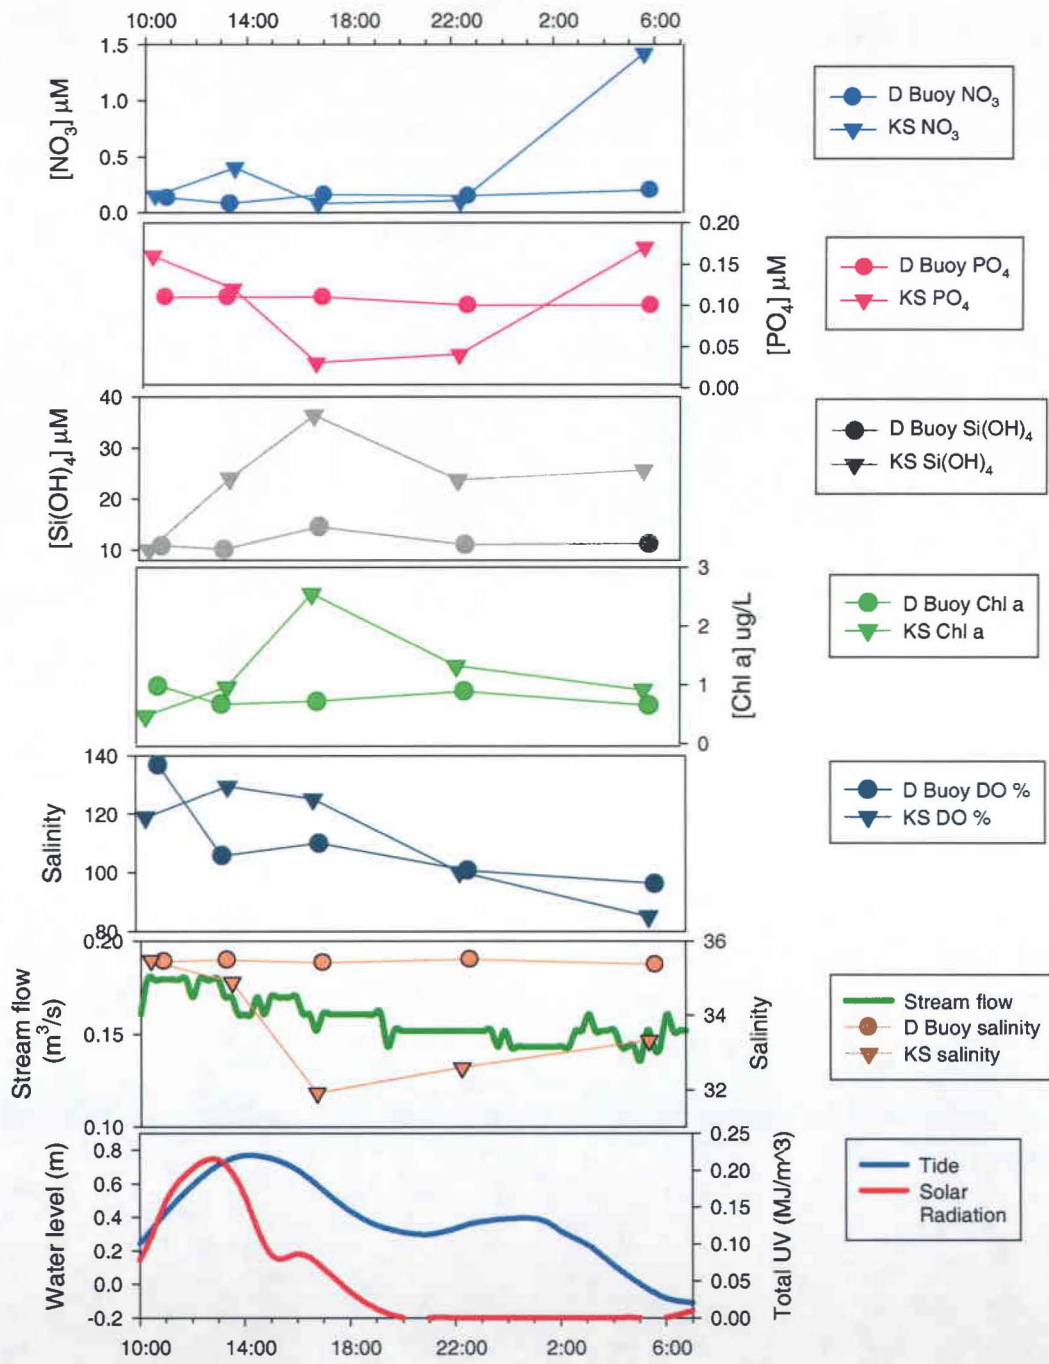 10:00 14:00 18:00 22:00 2:00 6:00
[NO3] µM
1.5
1.0
0.5
0.0
D Buoy NO3
KS NO3
0.20
0.15
0.10
0.05
0.00
[PO4] µM
D Buoy PO4
KS PO4
[Si(OH)4] µM
40
30
20
10
D Buoy Si(OH)4
KS Si(OH)4
3
2
1
0
[Chl a] ug/L
D Buoy Chl a
KS Chl a
Salinity
140
120
100
80
D Buoy DO %
KS DO %
Stream flow
(m3/s)
0.20
0.15
0.10
36
34
32
Salinity
Stream flow
D Buoy salinity
KS salinity
Water level (m)
0.8
0.6
0.4
0.2
0.0
-0.2
0.25
0.20
0.15
0.10
0.05
0.00
Total UV (MJ/m^3)
Tide
Solar
Radiation
10:00 14:00 18:00 22:00 2:00 6:00